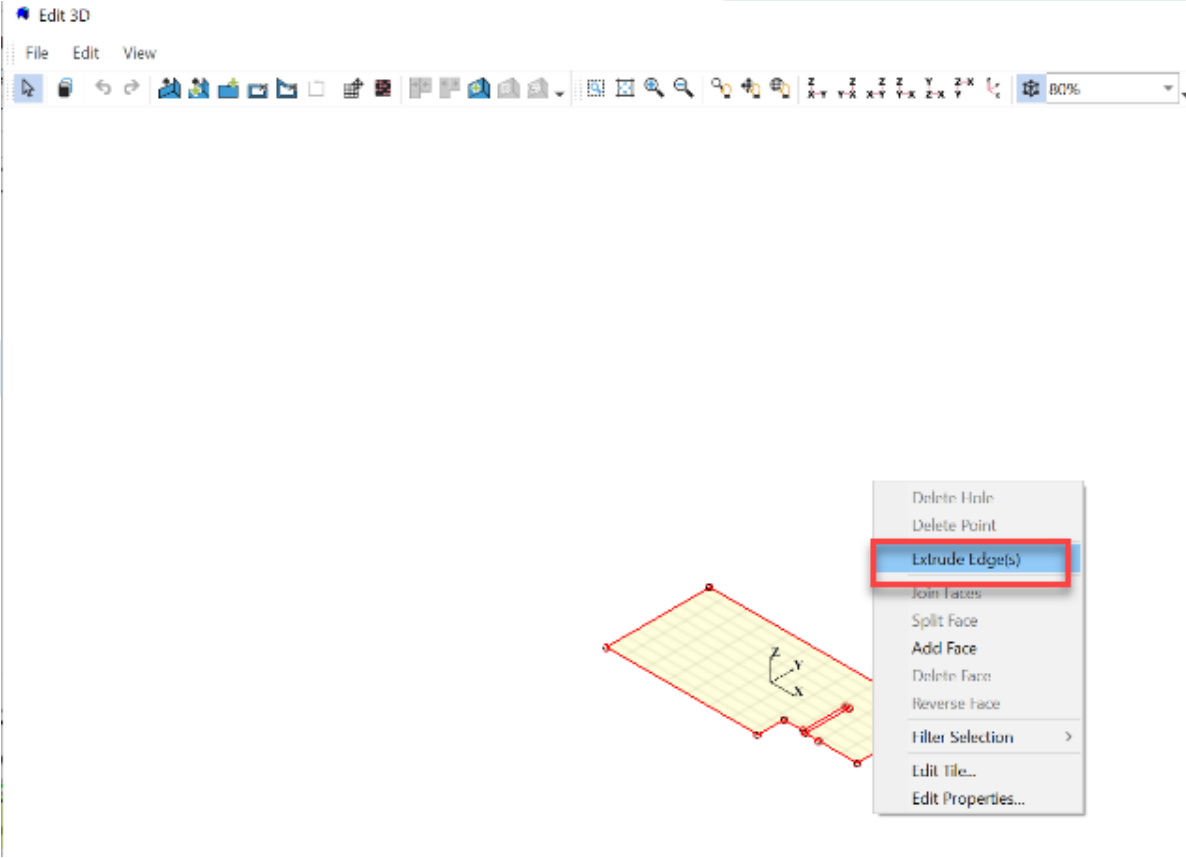 Edit 3D
File Edit View
80%
Delete Hole
Delete Point
Extrude Edge(s)
Join Faces
Split Face
Add Face
Delete Face
Reverse Face
Filter Selection
Edit Tile...
Edit Properties...
Z
Y
X